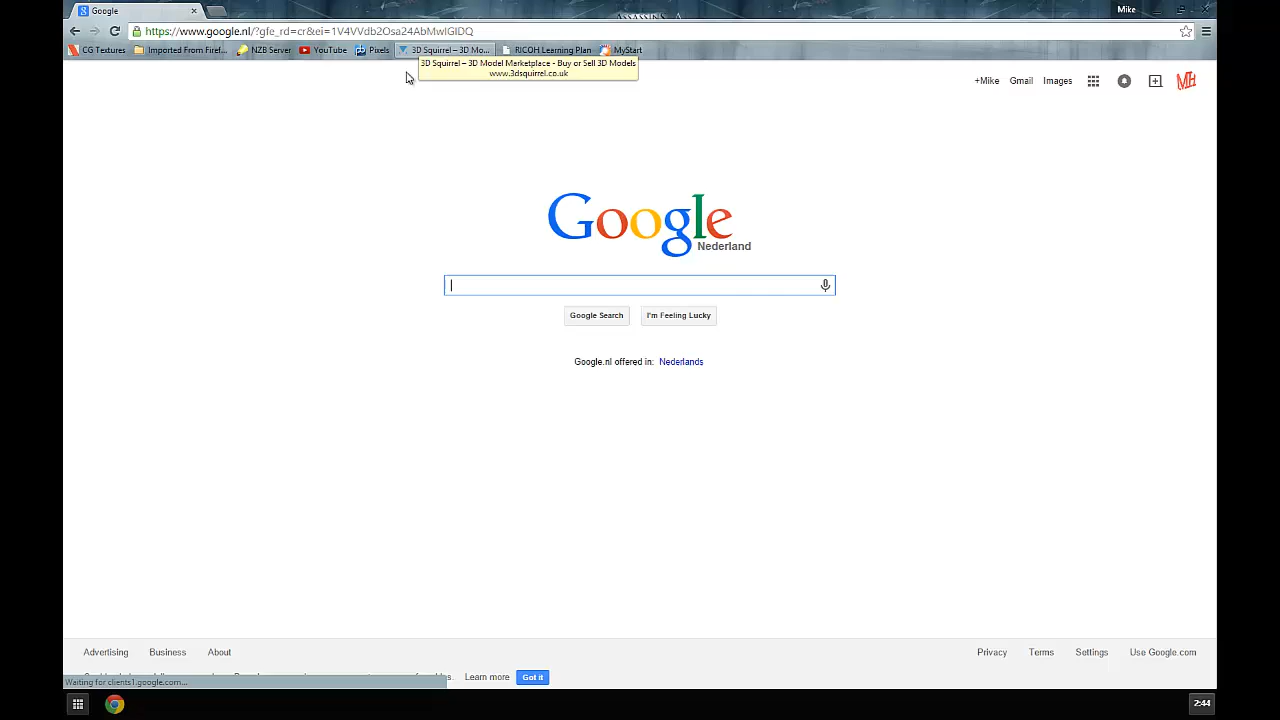 Google
Mike
https://www.google.nl/?gfe_rd=cr&ei=1V4VVdb2Osa24AbMwIGIDQ
CG Textures Imported From Firef... NZB Server YouTube Pixels 3D Squirrel – 3D Mo... RICOH Learning Plan MyStart
3D Squirrel – 3D Model Marketplace - Buy or Sell 3D Models
www.3dsquirrel.co.uk
+Mike Gmail Images
Google
Nederland
Google Search I'm Feeling Lucky
Google.nl offered in: Nederlands
Advertising Business About Privacy Terms Settings Use Google.com
Learn more Got it
Waiting for clients1.google.com...
2:44